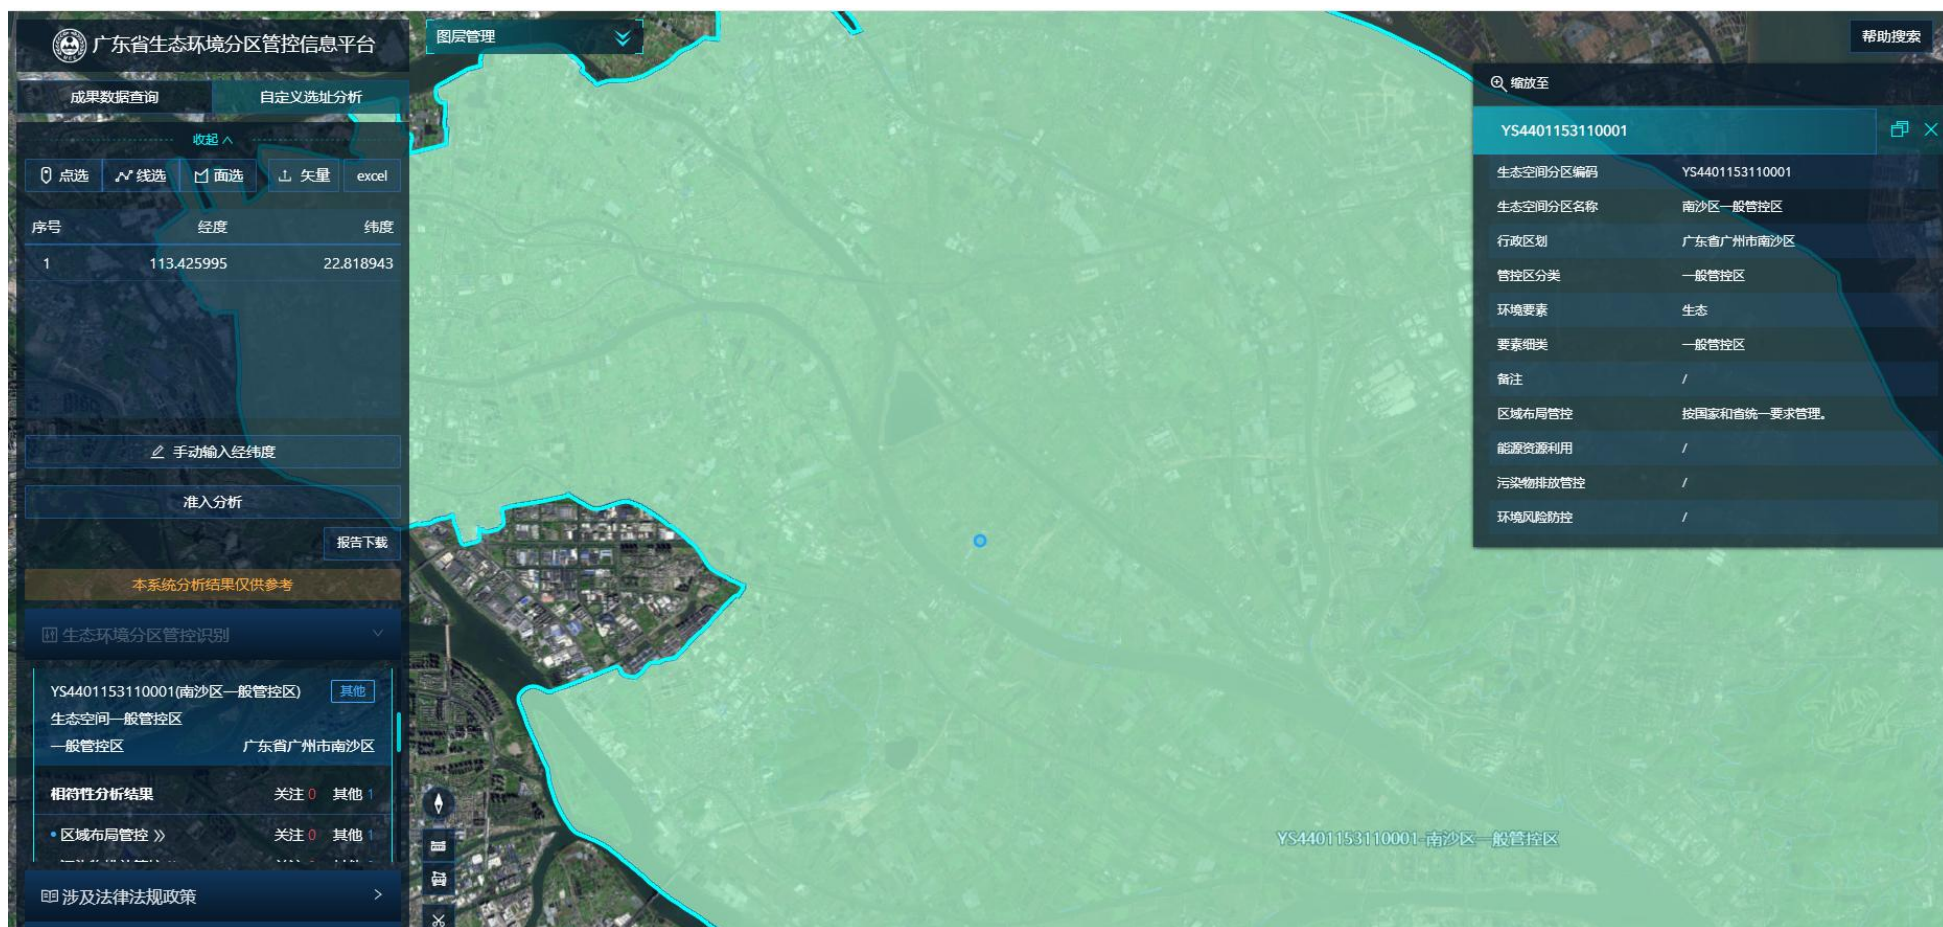 广东省生态环境分区管控信息平台
图层管理
帮助搜索
成果数据查询 自定义选址分析
收起
点选 线选 面选 矢量 excel
序号 经度 纬度
1 113.425995 22.818943
手动输入经纬度
准入分析
报告下载
本系统分析结果仅供参考
生态环境分区管控识别
YS4401153110001(南沙区一般管控区) 其他
生态空间一般管控区
一般管控区 广东省广州市南沙区
相符性分析结果 关注 0 其他 1
• 区域布局管控 》 关注 0 其他 1
涉及法律法规政策 >
缩放至
YS4401153110001
生态空间分区编码 YS4401153110001
生态空间分区名称 南沙区一般管控区
行政区划 广东省广州市南沙区
管控区分类 一般管控区
环境要素 生态
要素细类 一般管控区
备注 /
区域布局管控 按国家和省统一要求管理。
能源资源利用 /
污染物排放管控 /
环境风险防控 /
YS4401153110001-南沙区一般管控区